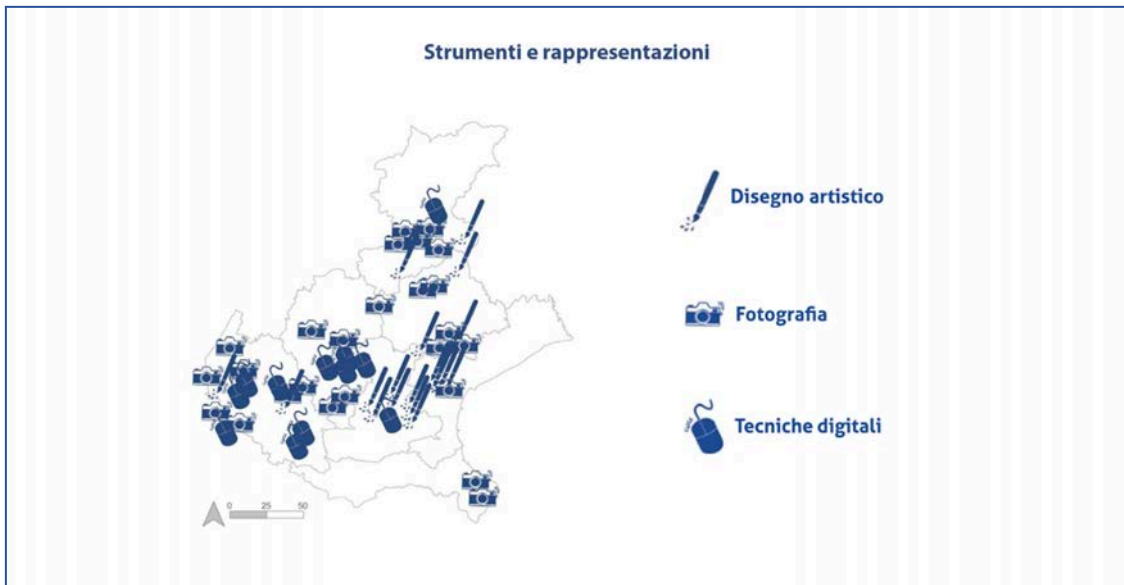 Strumenti e rappresentazioni
Disegno artistico
Fotografia
Tecniche digitali
0 25 50